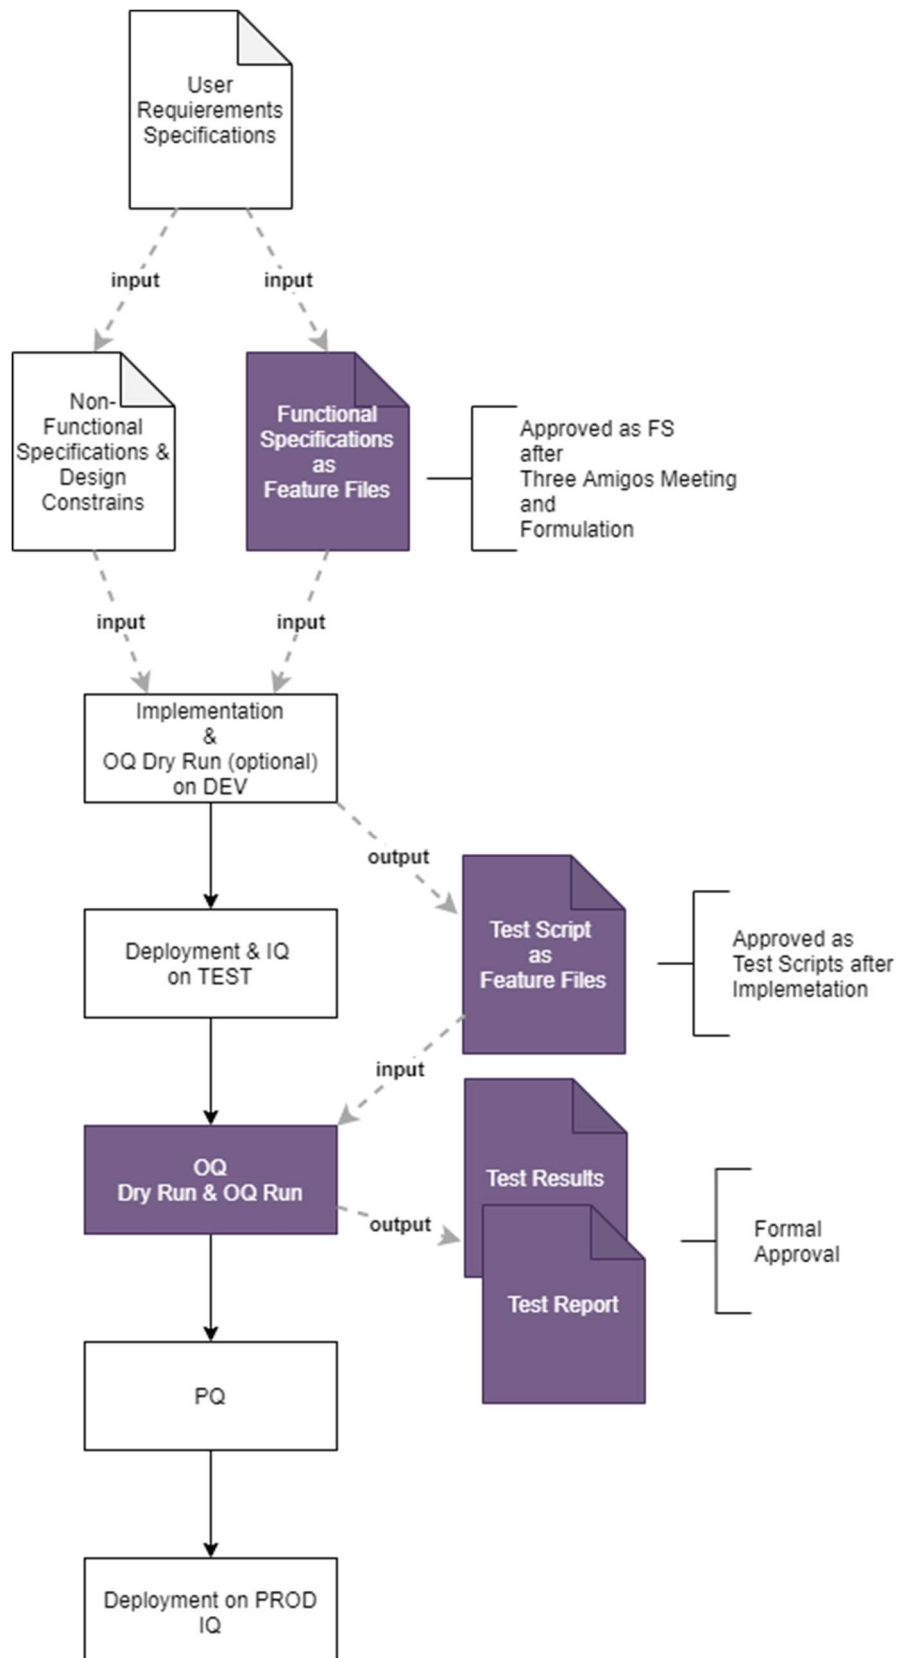 User
Requierements
Specifications
input
input
Non-
Functional
Specifications &
Design
Constrains
Functional
Specifications
as
Feature Files
Approved as FS
after
Three Amigos Meeting
and
Formulation
input
input
Implementation
&
OQ Dry Run (optional)
on DEV
output
Test Script
as
Feature Files
Approved as
Test Scripts after
Implemetation
Deployment & IQ
on TEST
input
OQ
Dry Run & OQ Run
output
Test Results
Test Report
Formal
Approval
PQ
Deployment on PROD
IQ